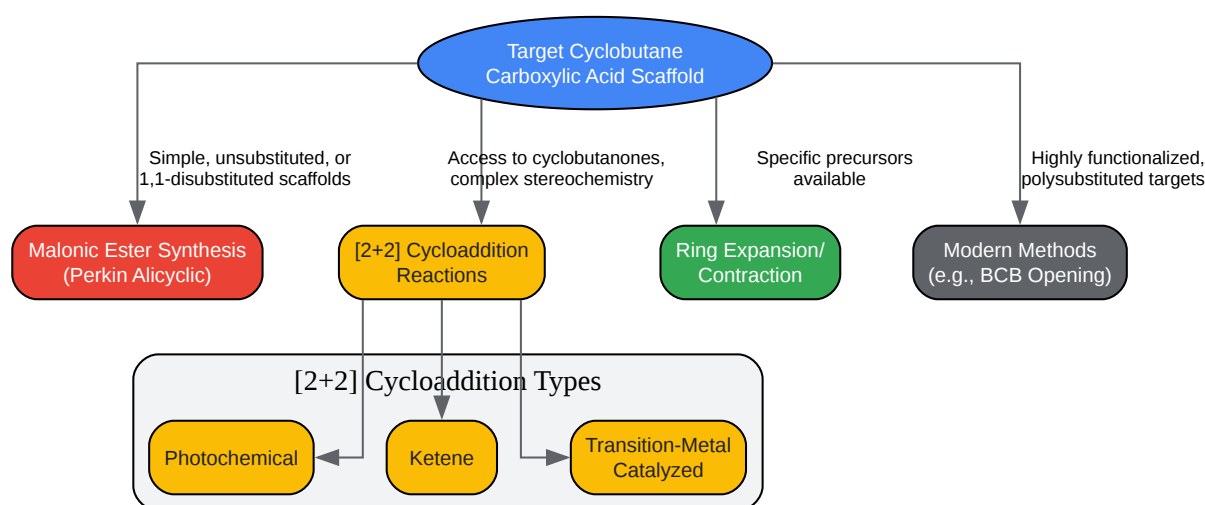 Target Cyclobutane
Carboxylic Acid Scaffold
Simple, unsubstituted, or
1,1-disubstituted scaffolds
Access to cyclobutanones,
complex stereochemistry
Specific precursors
available
Highly functionalized,
polysubstituted targets
Malonic Ester Synthesis
(Perkin Alicyclic)
[2+2] Cycloaddition
Reactions
Ring Expansion/
Contraction
Modern Methods
(e.g., BCB Opening)
[2+2] Cycloaddition Types
Photochemical
Ketene
Transition-Metal
Catalyzed